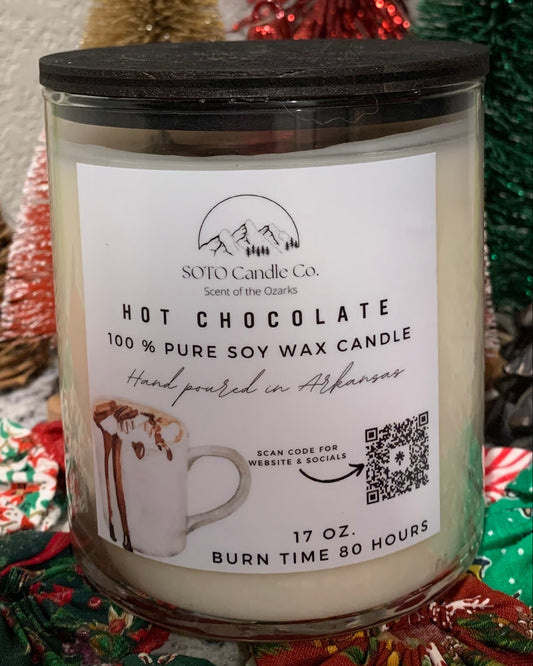 SOTO Candle Co.
Scent of the Ozarks
HOT CHOCOLATE
100 % PURE SOY WAX CANDLE
Hand poured in Arkansas
SCAN CODE FOR
WEBSITE & SOCIALS
17 OZ.
BURN TIME 80 HOURS